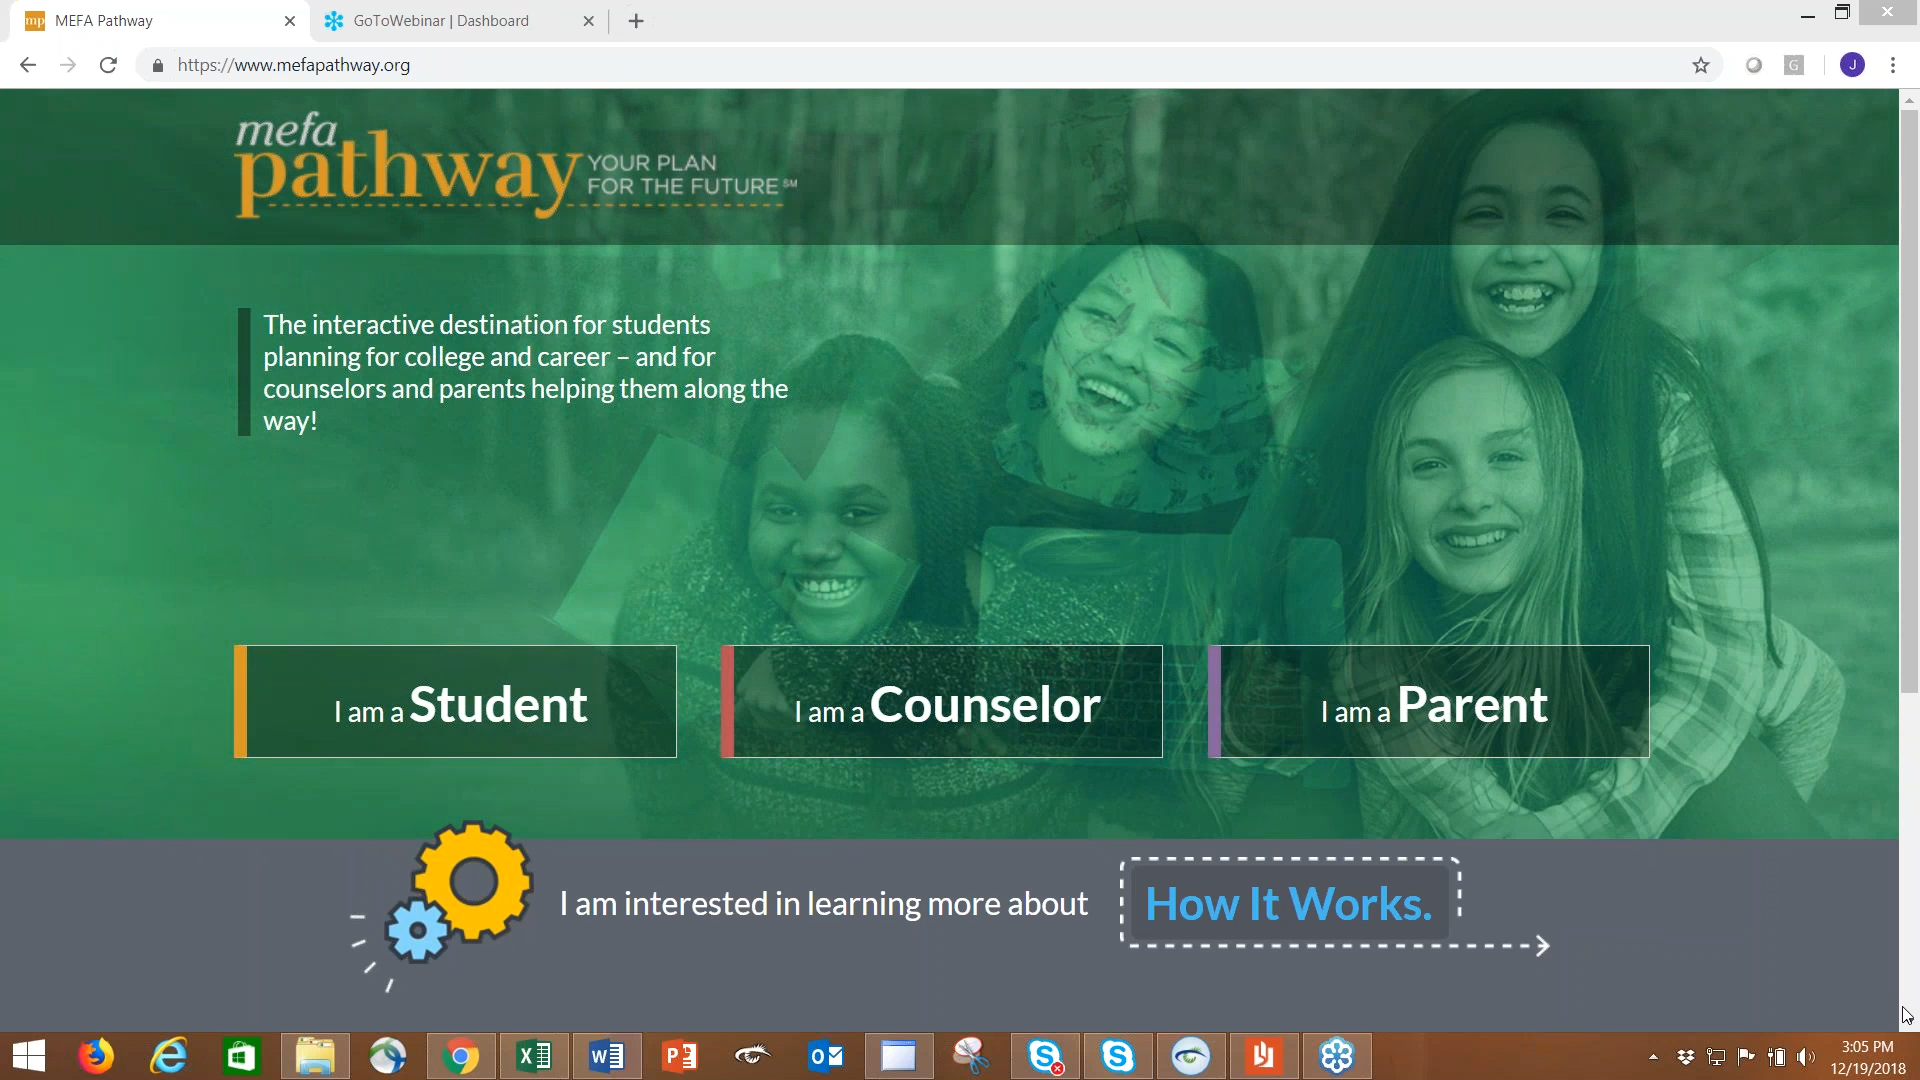 mp MEFA Pathway
GoToWebinar | Dashboard
https://www.mefapathway.org
G
J
mefa
pathway YOUR PLAN
FOR THE FUTURE SM
The interactive destination for students
planning for college and career – and for
counselors and parents helping them along the
way!
I am a Student
I am a Counselor
I am a Parent
I am interested in learning more about How It Works.
3:05 PM
12/19/2018